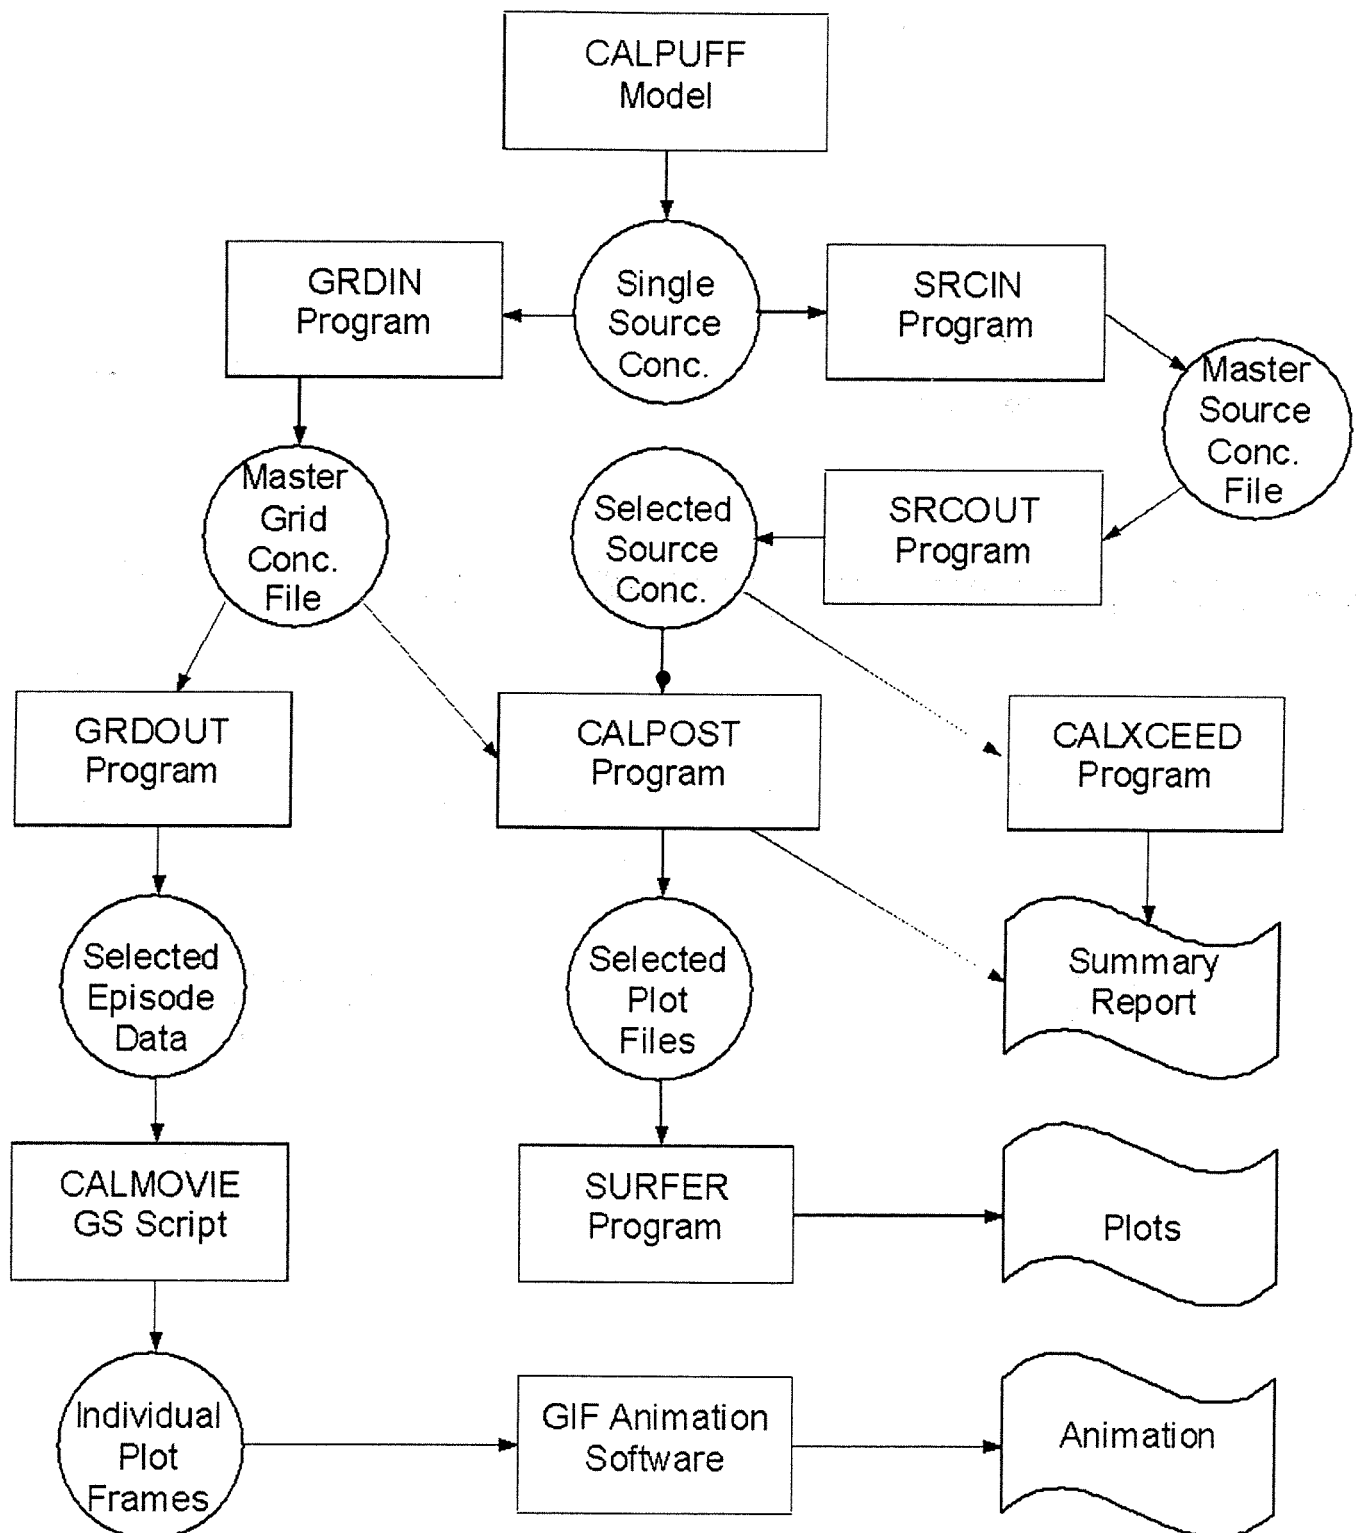 CALPUFF
Model
GRDIN
Program
Single
Source
Conc.
SRCIN
Program
Master
Source
Conc.
File
Master
Grid
Conc.
File
Selected
Source
Conc.
SRCOUT
Program
GRDOUT
Program
CALPOST
Program
CALXCEED
Program
Selected
Episode
Data
Selected
Plot
Files
Summary
Report
CALMOVIE
GS Script
SURFER
Program
Plots
Individual
Plot
Frames
GIF Animation
Software
Animation